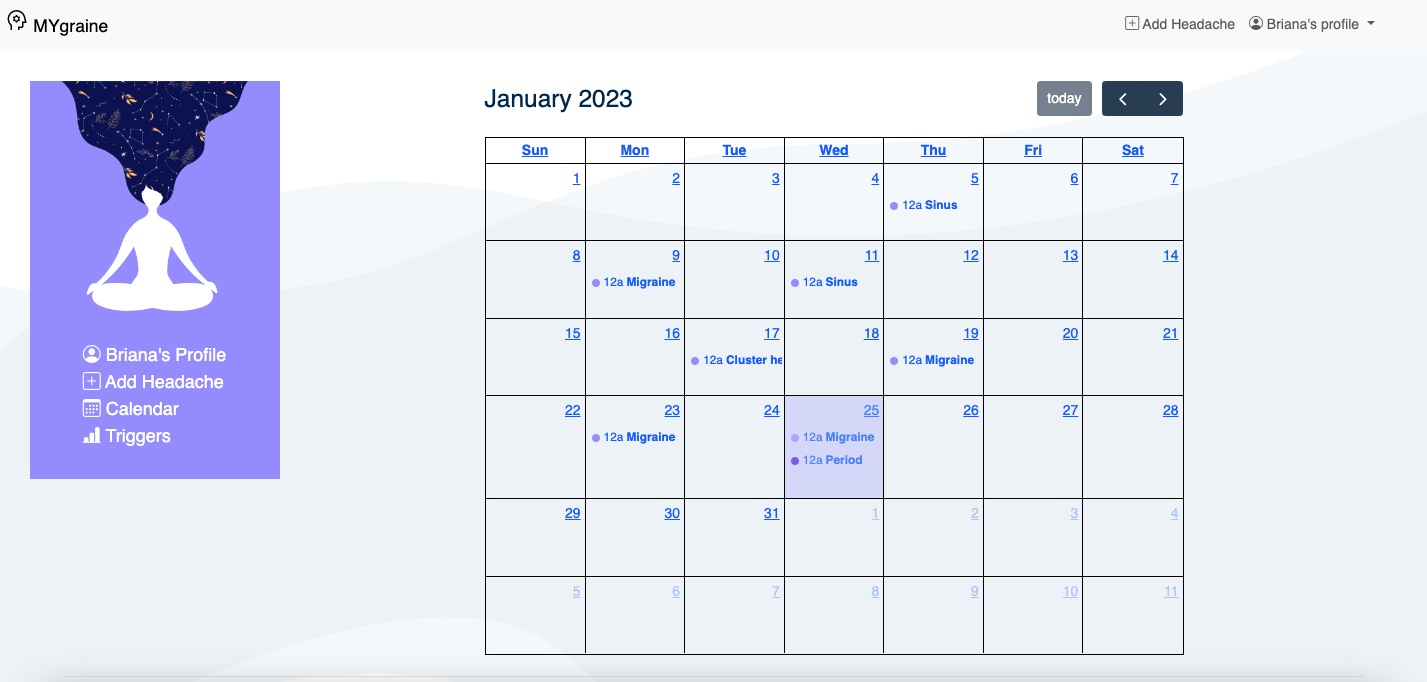 MYgraine
Add Headache Briana's profile
January 2023
today
Sun Mon Tue Wed Thu Fri Sat
1 2 3 4 5 6 7
12a Sinus
8 9 10 11 12 13 14
12a Migraine 12a Sinus
15 16 17 18 19 20 21
12a Cluster he 12a Migraine
22 23 24 25 26 27 28
12a Migraine 12a Migraine
12a Period
29 30 31 1 2 3 4
5 6 7 8 9 10 11
Briana's Profile
Add Headache
Calendar
Triggers